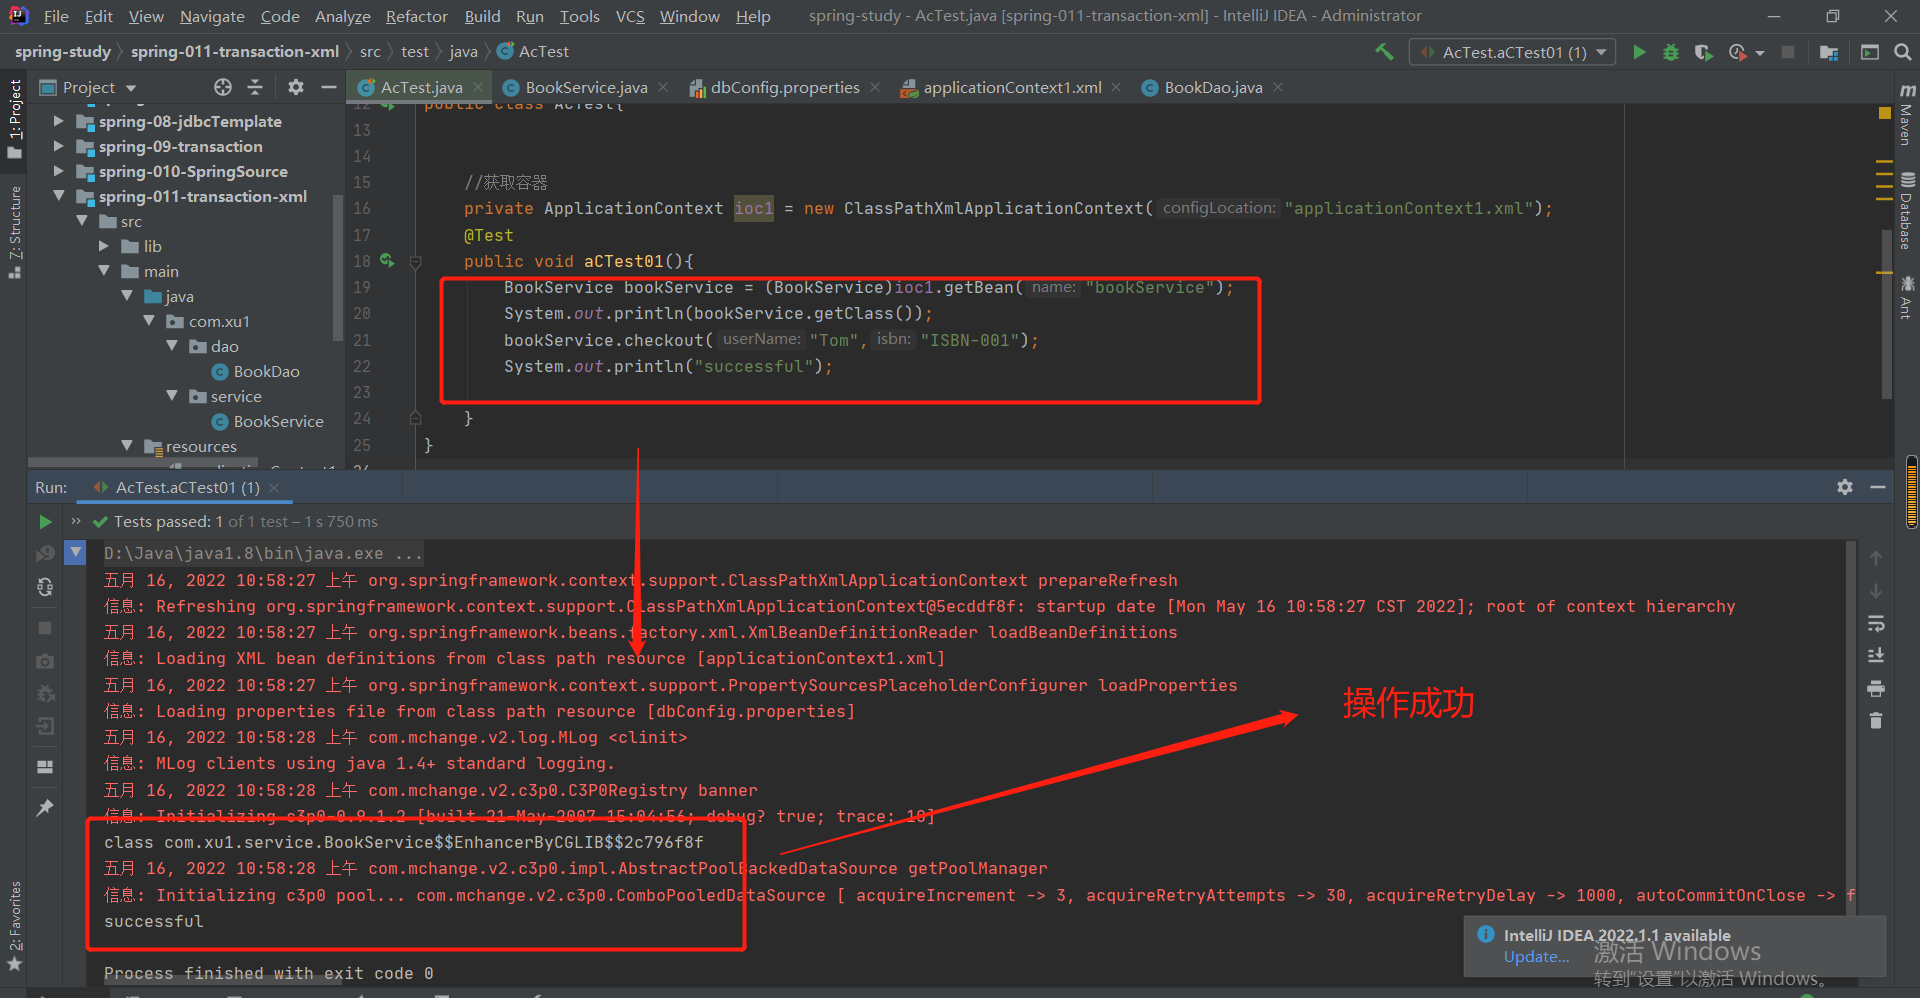 File Edit View Navigate Code Analyze Refactor Build Run Tools VCS Window Help spring-study - AcTest.java [spring-011-transaction-xml] - IntelliJ IDEA - Administrator
spring-study spring-011-transaction-xml src test java AcTest AcTest.aCTest01 (1)
Project AcTest.java BookService.java dbConfig.properties applicationContext1.xml BookDao.java
1: Project
7: Structure
2: Favorites
Maven
Database
Ant
spring-08-jdbcTemplate
spring-09-transaction
spring-010-SpringSource
spring-011-transaction-xml
src
lib
main
java
com.xu1
dao
BookDao
service
BookService
resources
12 public class AcTest{
13
14
15 //获取容器
16 private ApplicationContext ioc1 = new ClassPathXmlApplicationContext( configLocation: "applicationContext1.xml");
17 @Test
18 public void aCTest01(){
19 BookService bookService = (BookService)ioc1.getBean( name: "bookService");
20 System.out.println(bookService.getClass());
21 bookService.checkout( userName: "Tom", isbn: "ISBN-001");
22 System.out.println("successful");
23
24 }
25 }
Run: AcTest.aCTest01 (1)
Tests passed: 1 of 1 test – 1 s 750 ms
D:\Java\java1.8\bin\java.exe ...
五月 16, 2022 10:58:27 上午 org.springframework.context.support.ClassPathXmlApplicationContext prepareRefresh
信息: Refreshing org.springframework.context.support.ClassPathXmlApplicationContext@5ecddf8f: startup date [Mon May 16 10:58:27 CST 2022]; root of context hierarchy
五月 16, 2022 10:58:27 上午 org.springframework.beans.factory.xml.XmlBeanDefinitionReader loadBeanDefinitions
信息: Loading XML bean definitions from class path resource [applicationContext1.xml]
五月 16, 2022 10:58:27 上午 org.springframework.context.support.PropertySourcesPlaceholderConfigurer loadProperties
信息: Loading properties file from class path resource [dbConfig.properties]
操作成功
五月 16, 2022 10:58:28 上午 com.mchange.v2.log.MLog <clinit>
信息: MLog clients using java 1.4+ standard logging.
五月 16, 2022 10:58:28 上午 com.mchange.v2.c3p0.C3P0Registry banner
信息: Initializing c3p0-0.9.1.2 [built 21-May-2007 15:04:56; debug? true; trace: 10]
class com.xu1.service.BookService$$EnhancerByCGLIB$$2c796f8f
五月 16, 2022 10:58:28 上午 com.mchange.v2.c3p0.impl.AbstractPoolBackedDataSource getPoolManager
信息: Initializing c3p0 pool... com.mchange.v2.c3p0.ComboPooledDataSource [ acquireIncrement -> 3, acquireRetryAttempts -> 30, acquireRetryDelay -> 1000, autoCommitOnClose -> f
successful
Process finished with exit code 0
IntelliJ IDEA 2022.1.1 available
Update...
激活 Windows
转到“设置”以激活 Windows。